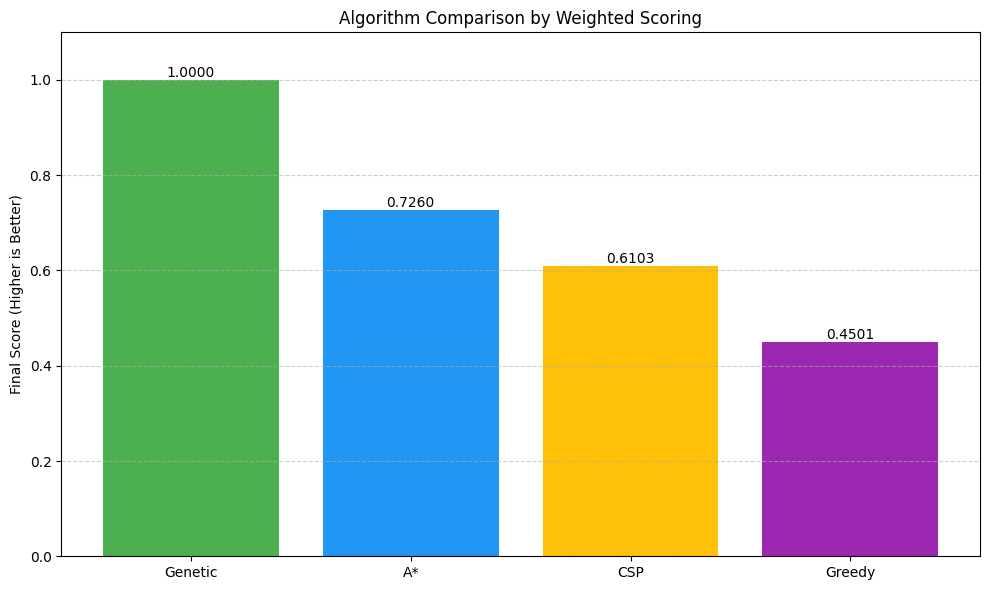 Algorithm Comparison by Weighted Scoring
Final Score (Higher is Better)
1.0
0.8
0.6
0.4
0.2
0.0
1.0000
0.7260
0.6103
0.4501
Genetic
A*
CSP
Greedy